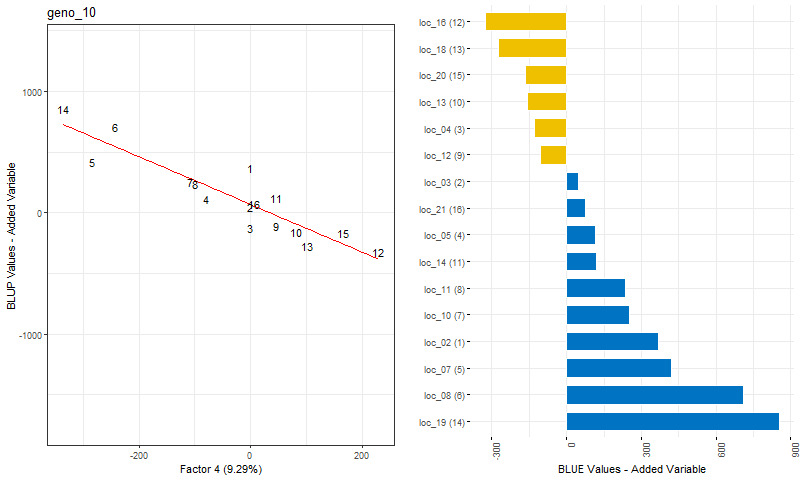 geno_10
BLUP Values - Added Variable
1000
0
-1000
14
6
5
7
8
4
1
16
2
3
11
9
10
13
15
12
-200
0
200
Factor 4 (9.29%)
loc_16 (12)
loc_18 (13)
loc_20 (15)
loc_13 (10)
loc_04 (3)
loc_12 (9)
loc_03 (2)
loc_21 (16)
loc_05 (4)
loc_14 (11)
loc_11 (8)
loc_10 (7)
loc_02 (1)
loc_07 (5)
loc_08 (6)
loc_19 (14)
-300
0
300
600
900
BLUE Values - Added Variable